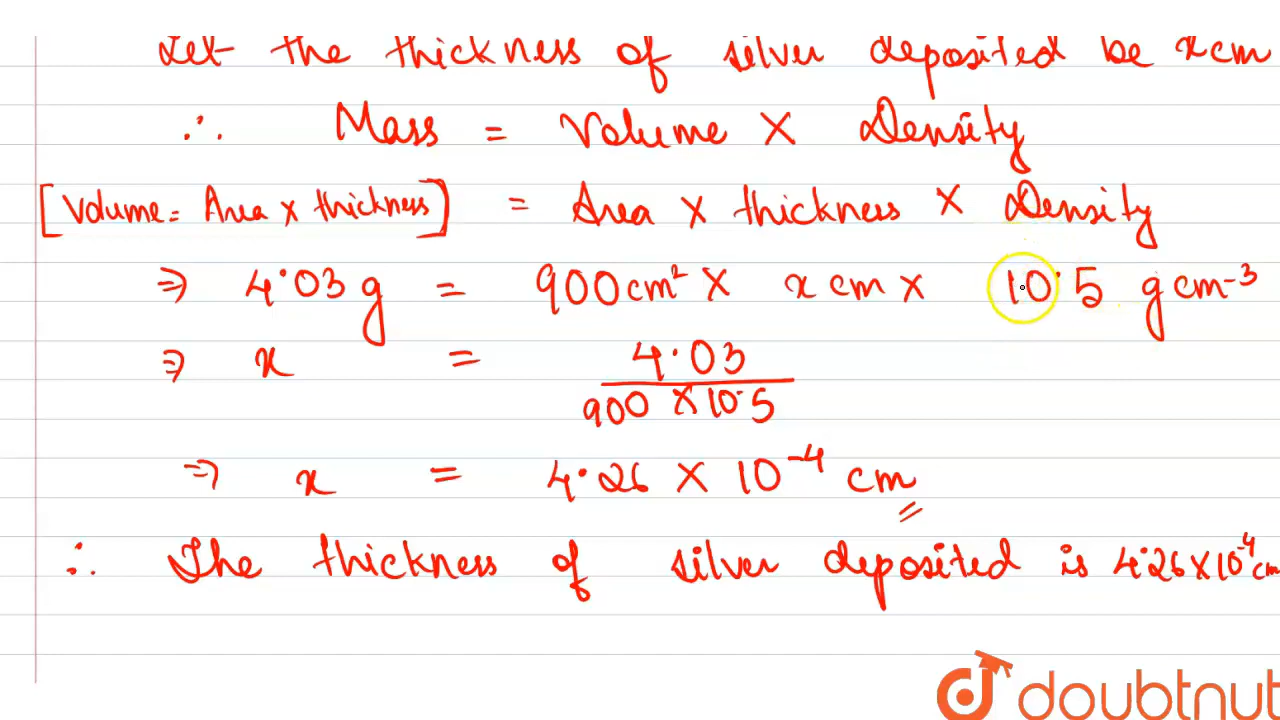 Let the thickness of silver deposited be x cm
∴ Mass = Volume × Density
[Volume = Area × thickness] = Area × thickness × Density
⇒ 4.03 g = 900 cm² × x cm × 10.5 g cm-³
⇒ x = 4.03
900 × 10.5
⇒ x = 4.26 × 10⁻⁴ cm
∴ The thickness of silver deposited is 4.26 × 10⁻⁴ cm
doubtnut